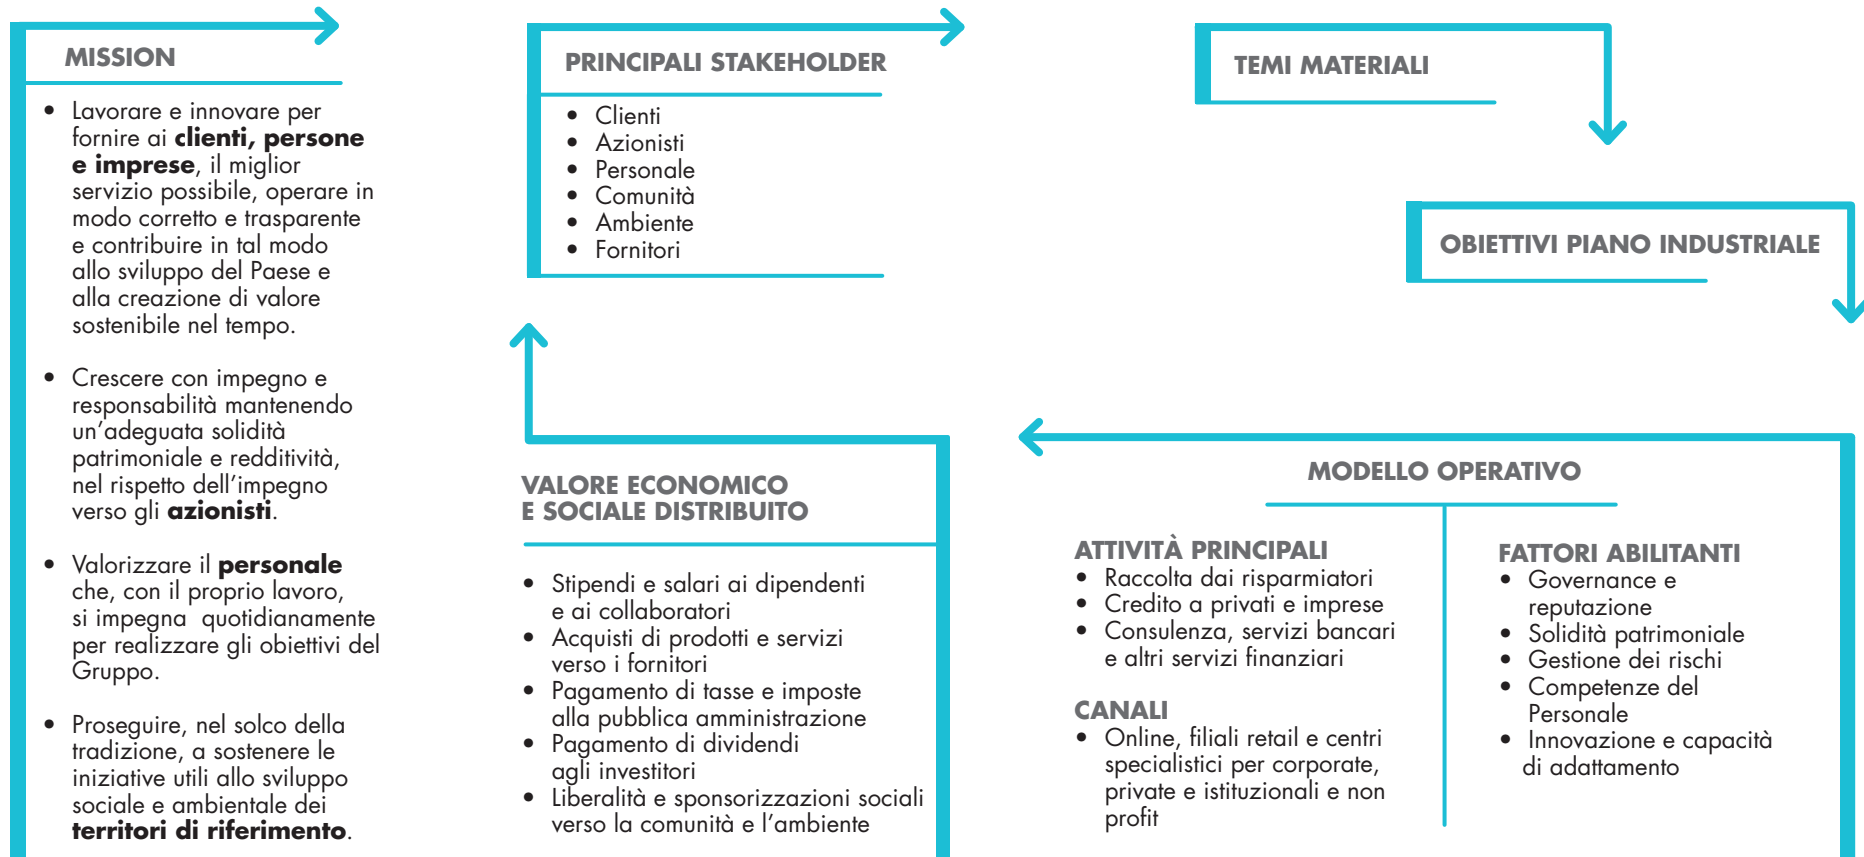 MISSION
• Lavorare e innovare per
fornire ai clienti, persone
e imprese, il miglior
servizio possibile, operare in
modo corretto e trasparente
e contribuire in tal modo
allo sviluppo del Paese e
alla creazione di valore
sostenibile nel tempo.
• Crescere con impegno e
responsabilità mantenendo
un'adeguata solidità
patrimoniale e redditività,
nel rispetto dell'impegno
verso gli azionisti.
• Valorizzare il personale
che, con il proprio lavoro,
si impegna quotidianamente
per realizzare gli obiettivi del
Gruppo.
• Proseguire, nel solco della
tradizione, a sostenere le
iniziative utili allo sviluppo
sociale e ambientale dei
territori di riferimento.
PRINCIPALI STAKEHOLDER
• Clienti
• Azionisti
• Personale
• Comunità
• Ambiente
• Fornitori
TEMI MATERIALI
OBIETTIVI PIANO INDUSTRIALE
MODELLO OPERATIVO
ATTIVITÀ PRINCIPALI
• Raccolta dai risparmiatori
• Credito a privati e imprese
• Consulenza, servizi bancari
e altri servizi finanziari
CANALI
• Online, filiali retail e centri
specialistici per corporate,
private e istituzionali e non
profit
FATTORI ABILITANTI
• Governance e
reputazione
• Solidità patrimoniale
• Gestione dei rischi
• Competenze del
Personale
• Innovazione e capacità
di adattamento
VALORE ECONOMICO
E SOCIALE DISTRIBUITO
• Stipendi e salari ai dipendenti
e ai collaboratori
• Acquisti di prodotti e servizi
verso i fornitori
• Pagamento di tasse e imposte
alla pubblica amministrazione
• Pagamento di dividendi
agli investitori
• Liberalità e sponsorizzazioni sociali
verso la comunità e l'ambiente